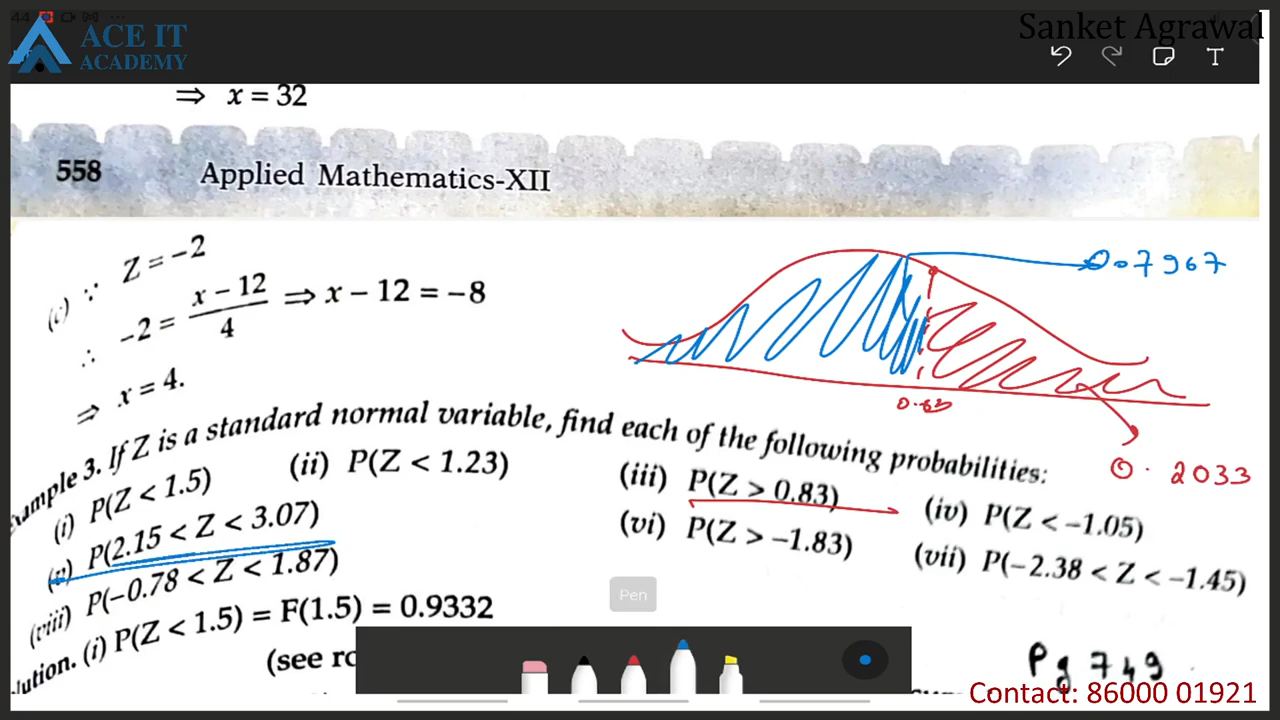 Sanket Agrawal
ACE IT
ACADEMY
T
⇒ x = 32
558 Applied Mathematics-XII
(c) ∵ Z = −2
∴ −2 = (x − 12)/4 ⇒ x − 12 = −8
⇒ x = 4.
0.7967
0.83
0.2033
Example 3. If Z is a standard normal variable, find each of the following probabilities:
(i) P(Z < 1.5) (ii) P(Z < 1.23) (iii) P(Z > 0.83) (iv) P(Z < −1.05)
(v) P(2.15 < Z < 3.07) (vi) P(Z > −1.83) (vii) P(−2.38 < Z < −1.45)
(viii) P(−0.78 < Z < 1.87)
lution. (i) P(Z < 1.5) = F(1.5) = 0.9332
(see ro
Pen
Pg 749
Contact: 86000 01921